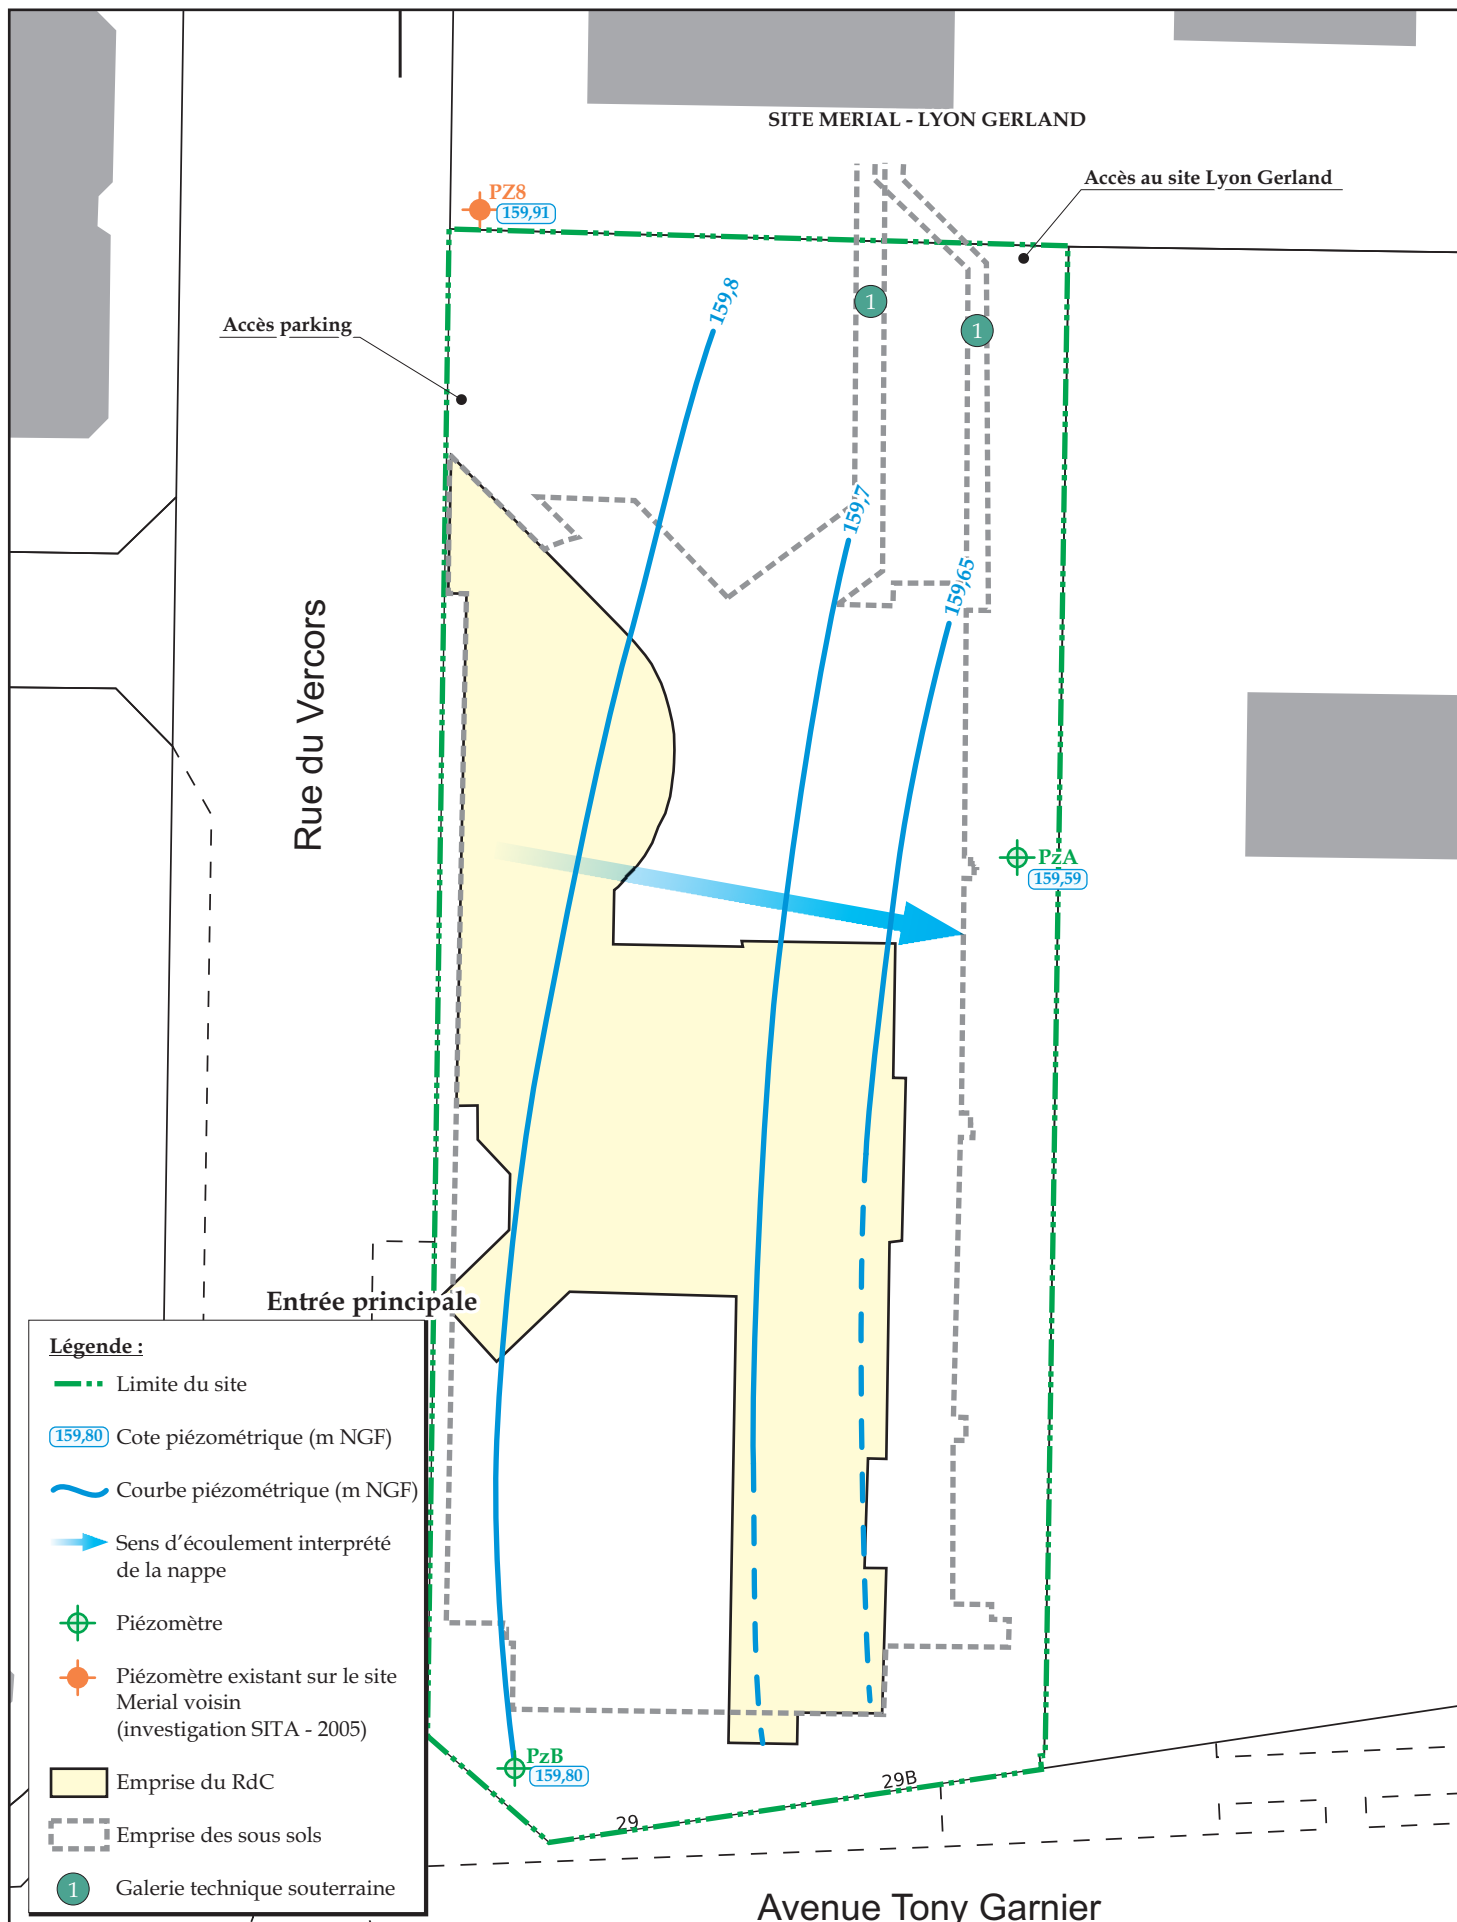 SITE MERIAL - LYON GERLAND
Accès au site Lyon Gerland
PZ8
159,91
159,8
1
1
Accès parking
159,7
159,65
Rue du Vercors
PzA
159,59
Entrée principale
Légende :
Limite du site
159,80 Cote piézométrique (m NGF)
Courbe piézométrique (m NGF)
Sens d'écoulement interprété
de la nappe
Piézomètre
Piézomètre existant sur le site
Merial voisin
(investigation SITA - 2005)
Emprise du RdC
Emprise des sous sols
1 Galerie technique souterraine
PzB
159,80
29B
29
Avenue Tony Garnier